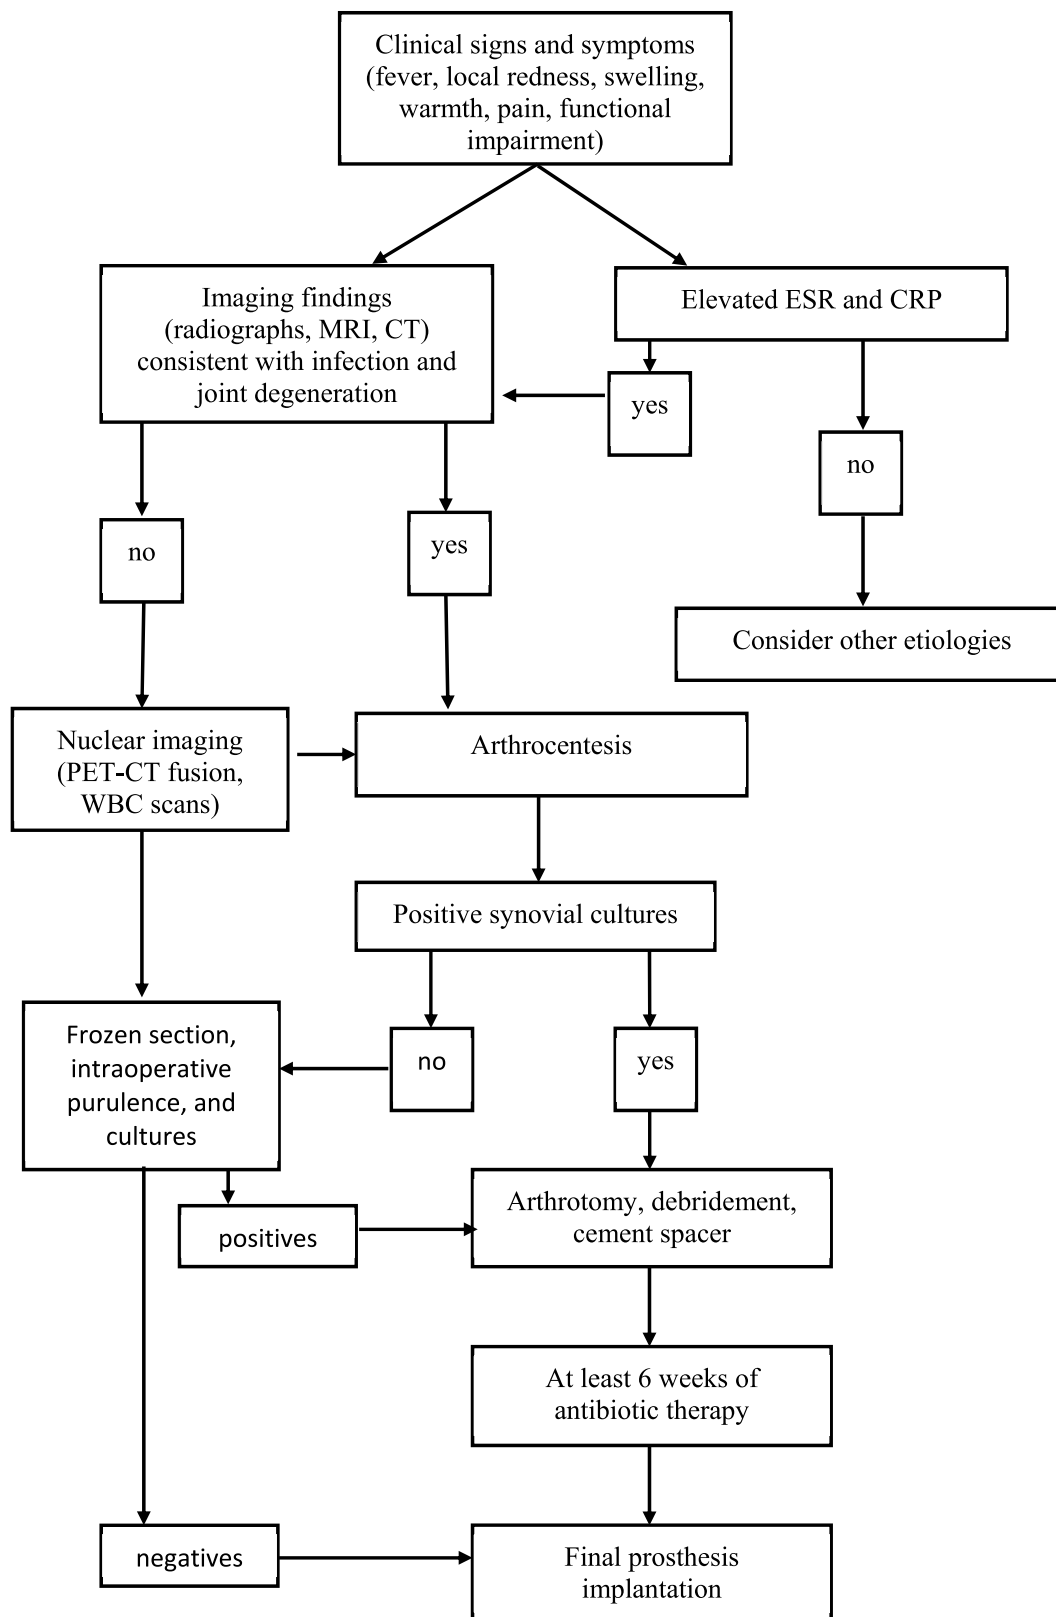 Clinical signs and symptoms
(fever, local redness, swelling,
warmth, pain, functional
impairment)
Imaging findings
(radiographs, MRI, CT)
consistent with infection and
joint degeneration
Elevated ESR and CRP
yes
no
no
yes
Consider other etiologies
Nuclear imaging
(PET-CT fusion,
WBC scans)
Arthrocentesis
Positive synovial cultures
Frozen section,
intraoperative
purulence, and
cultures
no
yes
positives
Arthrotomy, debridement,
cement spacer
At least 6 weeks of
antibiotic therapy
negatives
Final prosthesis
implantation